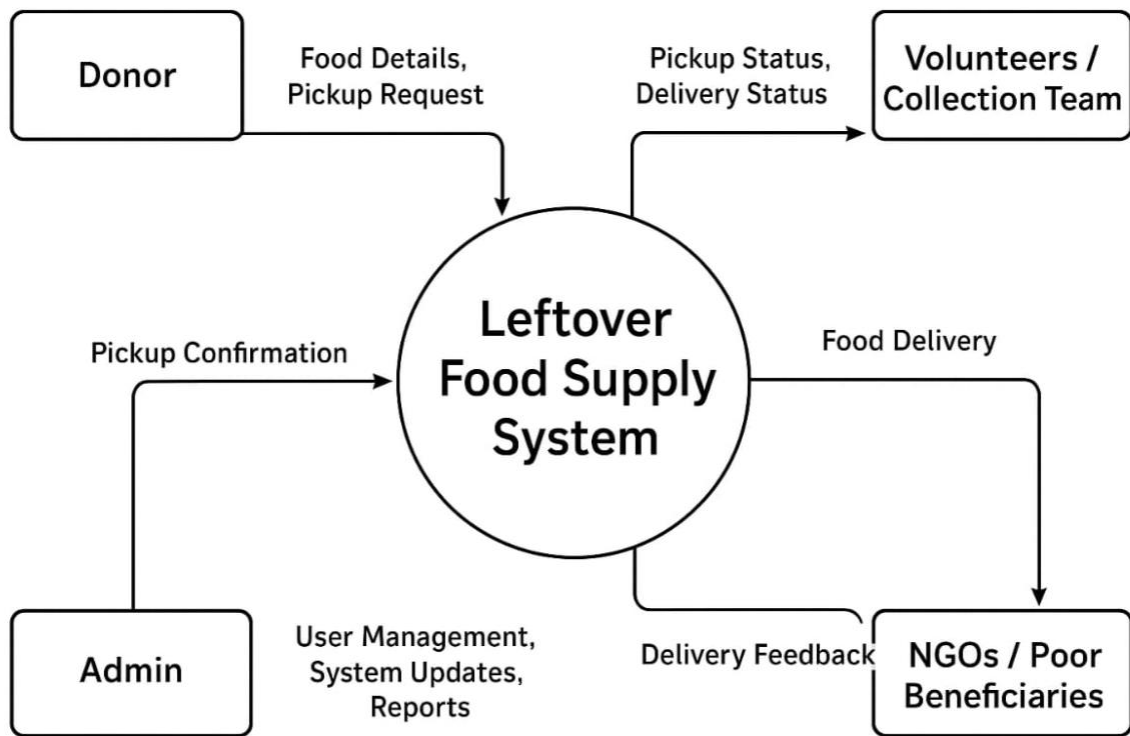 Donor
Food Details,
Pickup Request
Pickup Status,
Delivery Status
Volunteers /
Collection Team
Pickup Confirmation
Leftover
Food Supply
System
Food Delivery
Admin
User Management,
System Updates,
Reports
Delivery Feedback
NGOs / Poor
Beneficiaries